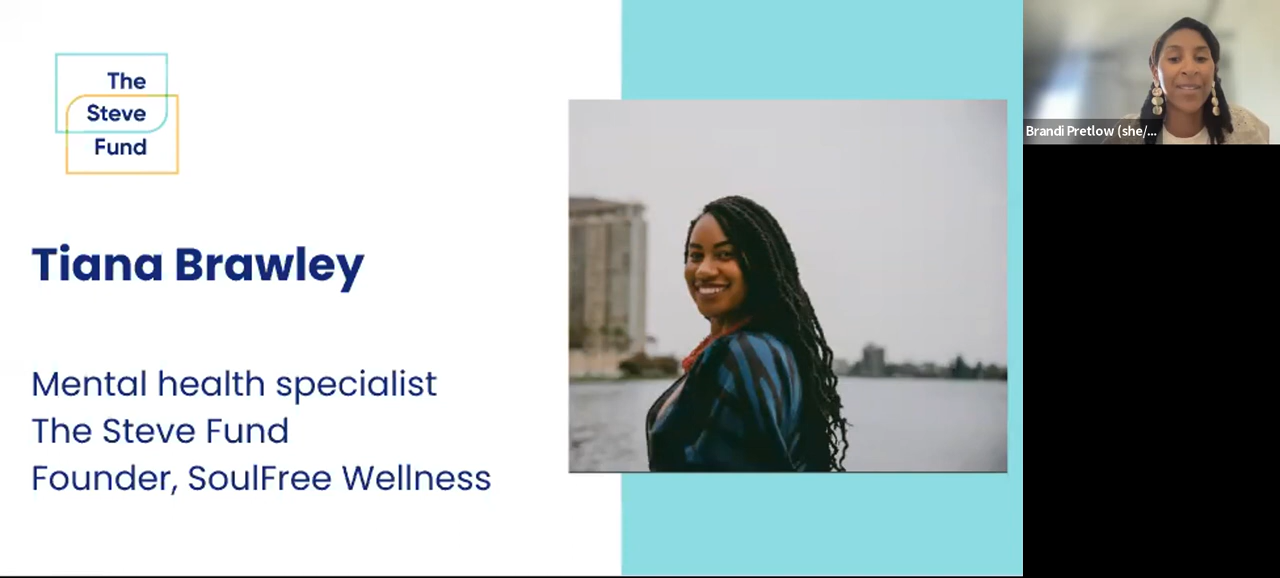 The
Steve
Fund
Tiana Brawley
Mental health specialist
The Steve Fund
Founder, SoulFree Wellness
Brandi Pretlow (she/...